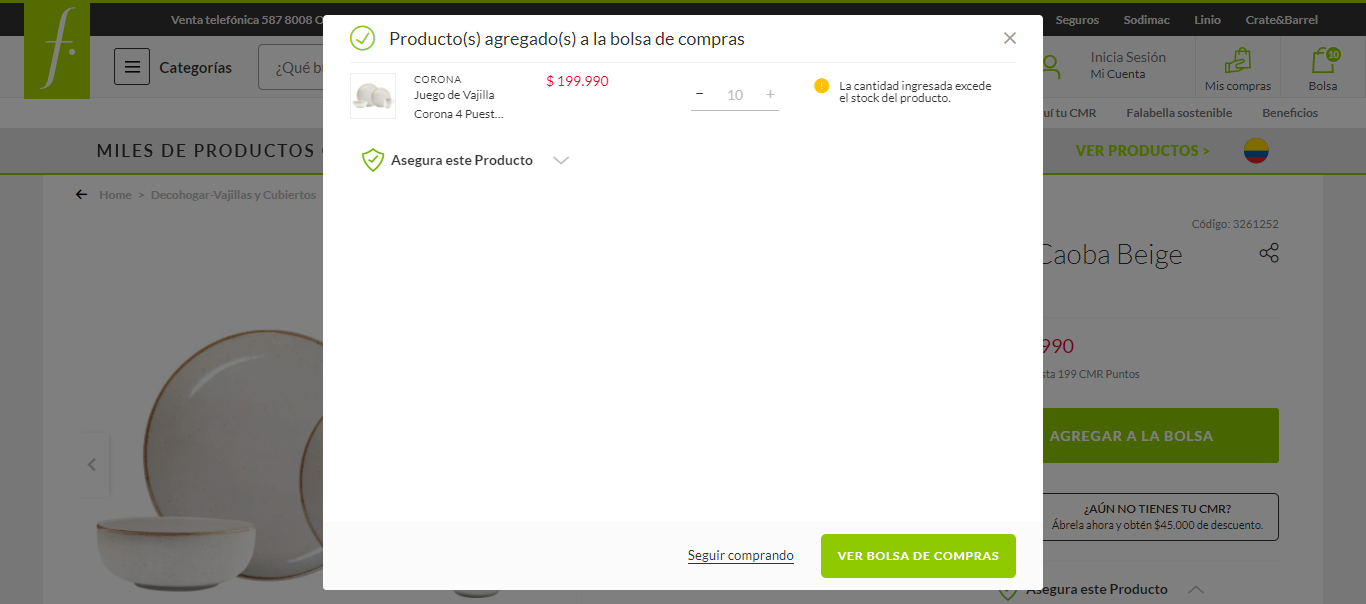 Venta telefónica 587 8008
Seguros
Sodimac
Linio
Crate&Barrel
Producto(s) agregado(s) a la bolsa de compras
f.
Categorías
¿Qué
Inicia Sesión
Mi Cuenta
Mis compras
10
Bolsa
CORONA
Juego de Vajilla
Corona 4 Puest...
$ 199.990
− 10 +
La cantidad ingresada excede
el stock del producto.
tu CMR
Falabella sostenible
Beneficios
MILES DE PRODUCTOS
VER PRODUCTOS >
Asegura este Producto
Home > Decohogar-Vajillas y Cubiertos
Código: 3261252
Caoba Beige
990
199 CMR Puntos
AGREGAR A LA BOLSA
¿AÚN NO TIENES TU CMR?
Ábrela ahora y obtén $45.000 de descuento.
Seguir comprando
VER BOLSA DE COMPRAS
Asegura este Producto